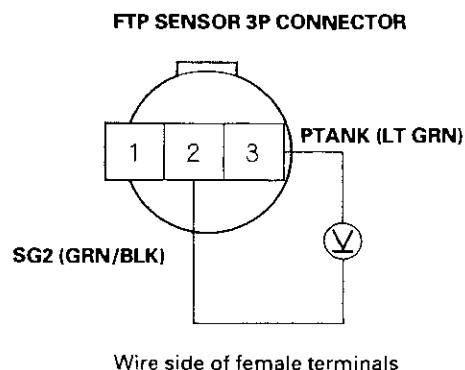 FTP SENSOR 3P CONNECTOR
1 2 3
PTANK (LT GRN)
V
SG2 (GRN/BLK)
Wire side of female terminals